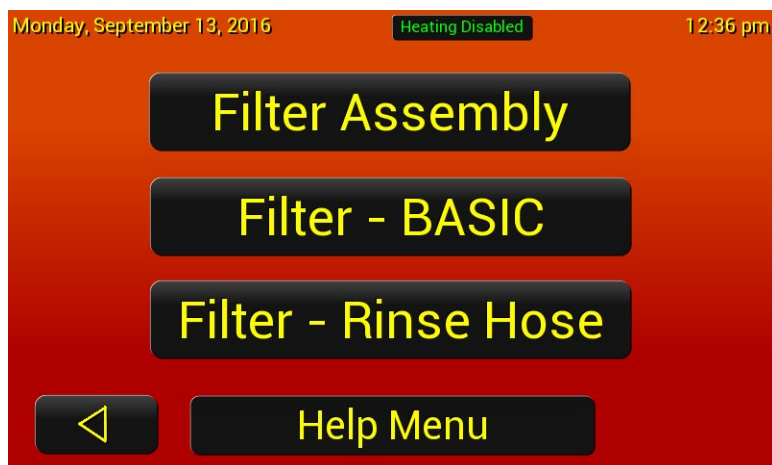 Monday, September 13, 2016 Heating Disabled 12:36 pm
Filter Assembly
Filter - BASIC
Filter - Rinse Hose
Help Menu